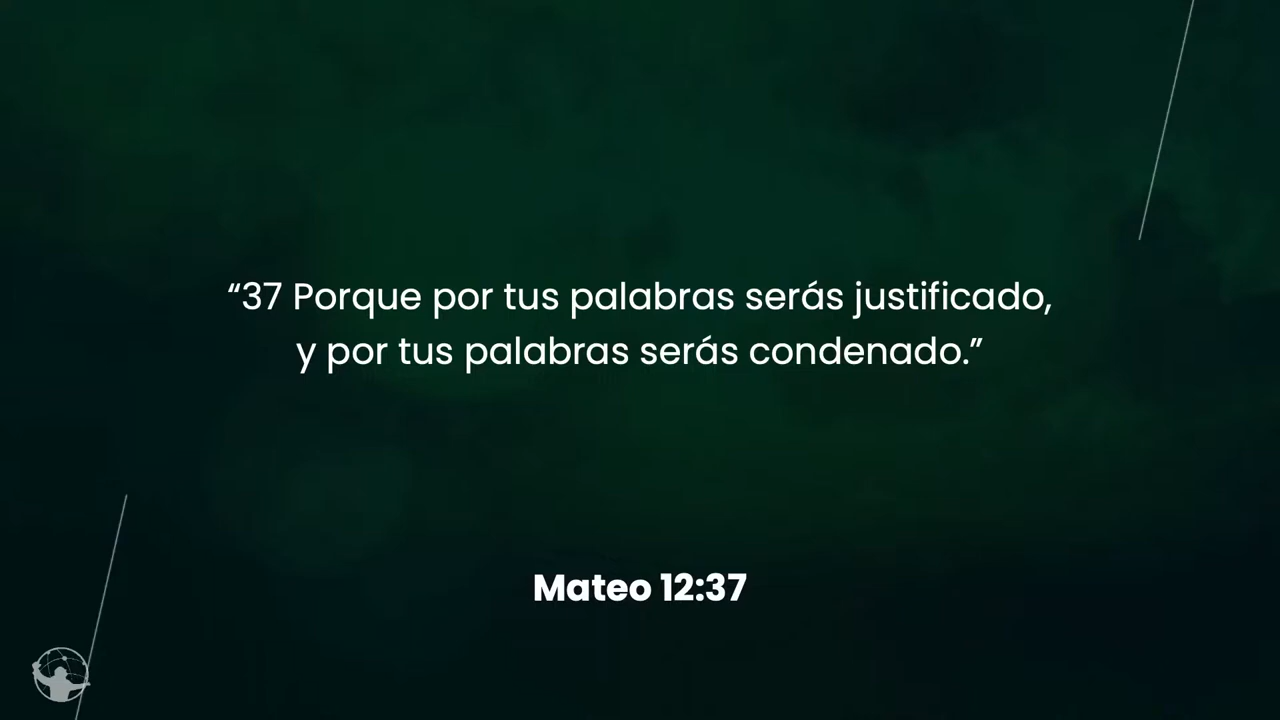 “37 Porque por tus palabras serás justificado,
y por tus palabras serás condenado.”
Mateo 12:37